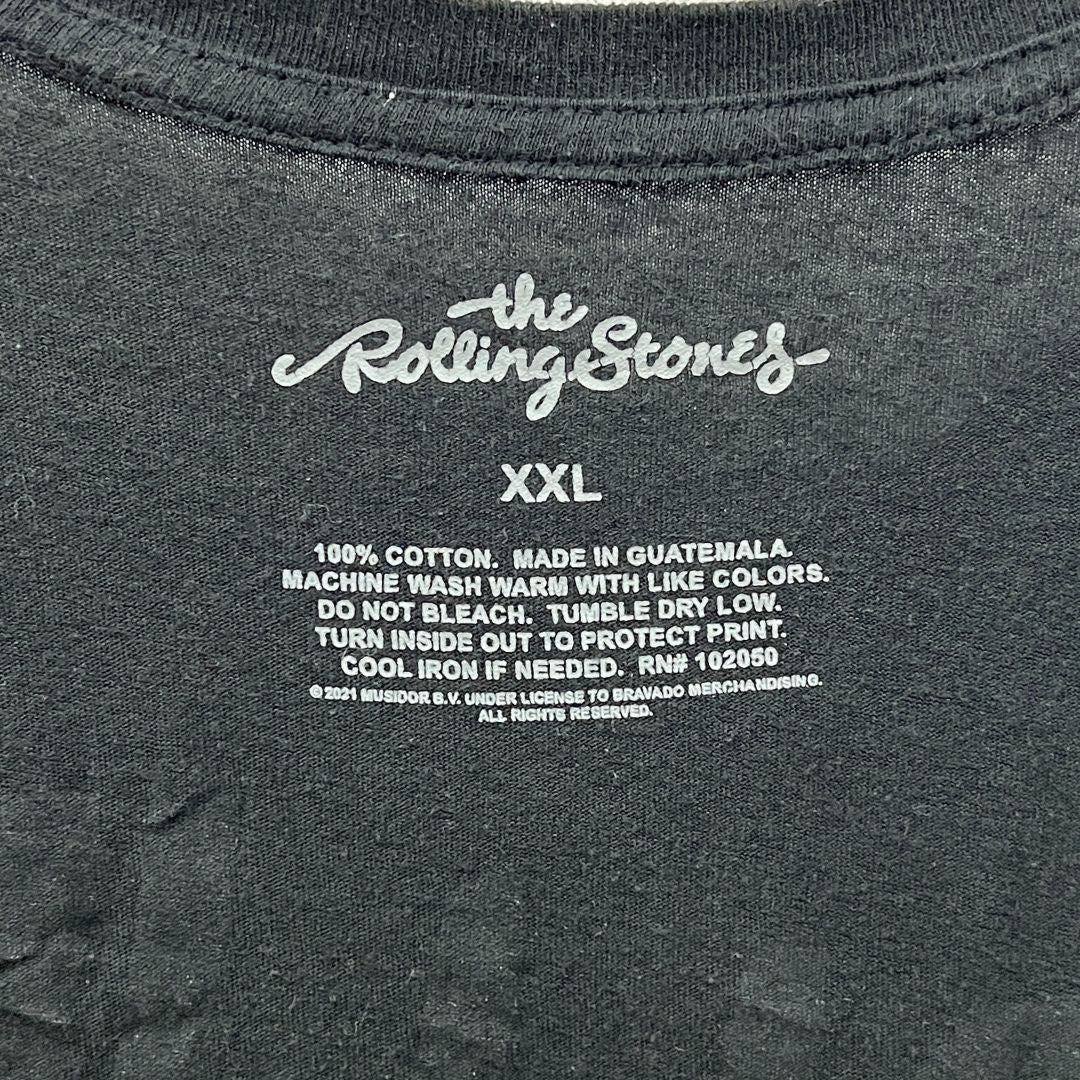 the
Rolling Stones
XXL
100% COTTON. MADE IN GUATEMALA.
MACHINE WASH WARM WITH LIKE COLORS.
DO NOT BLEACH. TUMBLE DRY LOW.
TURN INSIDE OUT TO PROTECT PRINT.
COOL IRON IF NEEDED. RN# 102050
© 2021 MUSIDOR B.V. UNDER LICENSE TO BRAVADO MERCHANDISING.
ALL RIGHTS RESERVED.